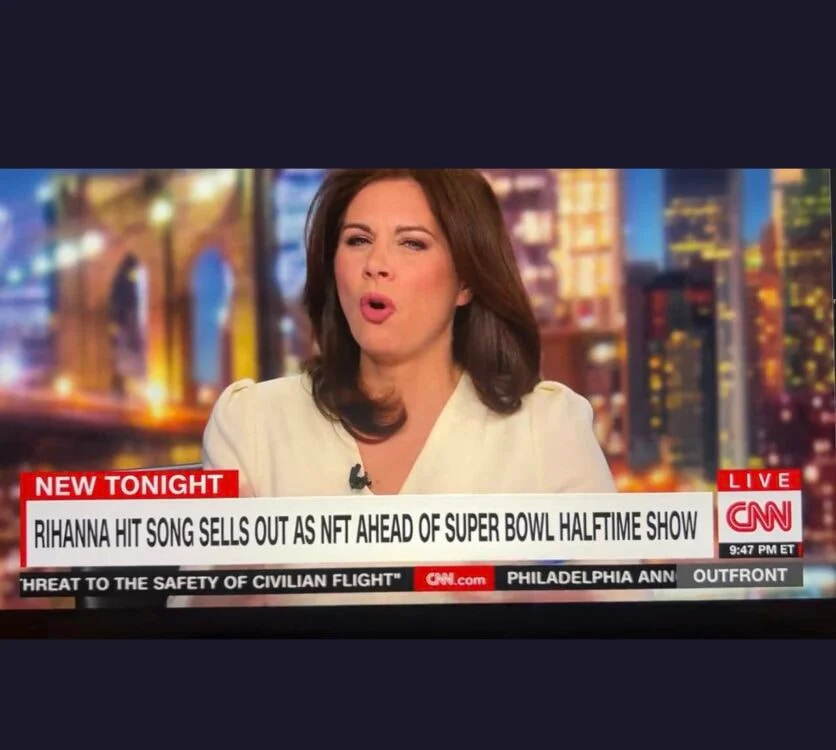 NEW TONIGHT
LIVE
RIHANNA HIT SONG SELLS OUT AS NFT AHEAD OF SUPER BOWL HALFTIME SHOW
CNN
9:47 PM ET
THREAT TO THE SAFETY OF CIVILIAN FLIGHT" CNN.com PHILADELPHIA ANN OUTFRONT